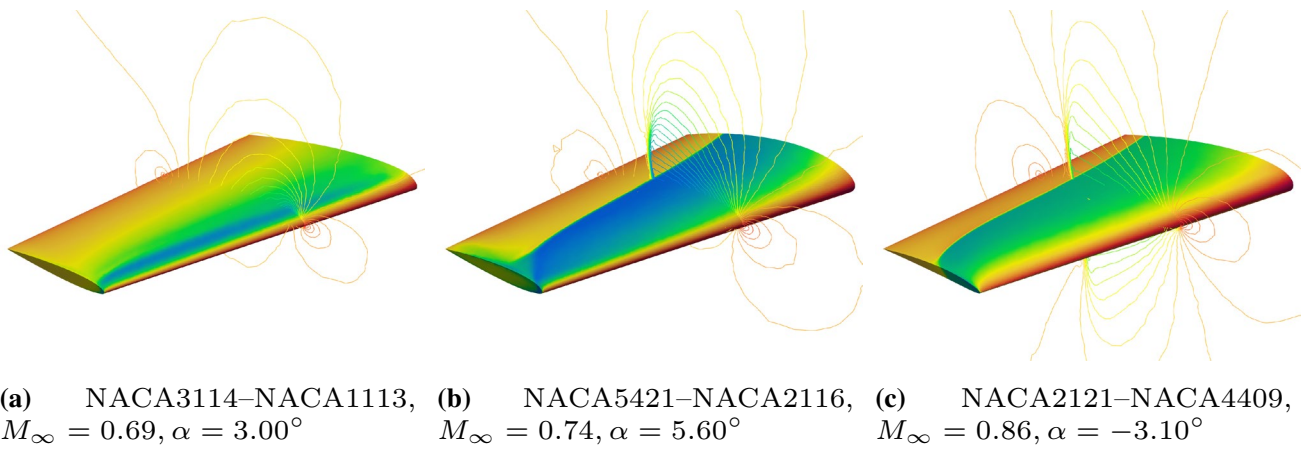 (a) NACA3114–NACA1113,
M∞ = 0.69, α = 3.00°
(b) NACA5421–NACA2116,
M∞ = 0.74, α = 5.60°
(c) NACA2121–NACA4409,
M∞ = 0.86, α = −3.10°